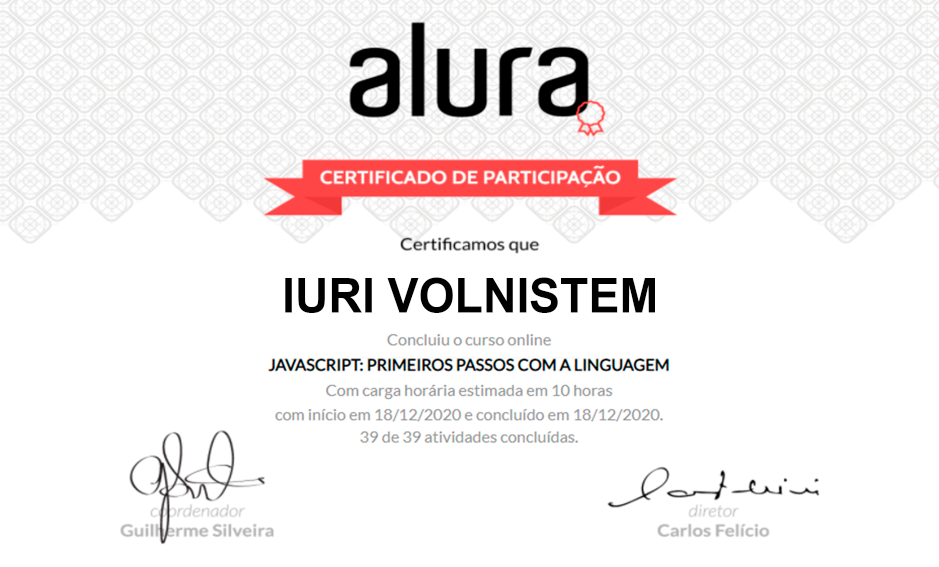 alura
CERTIFICADO DE PARTICIPAÇÃO
Certificamos que
IURI VOLNISTEM
Concluiu o curso online
JAVASCRIPT: PRIMEIROS PASSOS COM A LINGUAGEM
Com carga horária estimada em 10 horas
com início em 18/12/2020 e concluído em 18/12/2020.
39 de 39 atividades concluídas.
coordenador
Guilherme Silveira
diretor
Carlos Felício